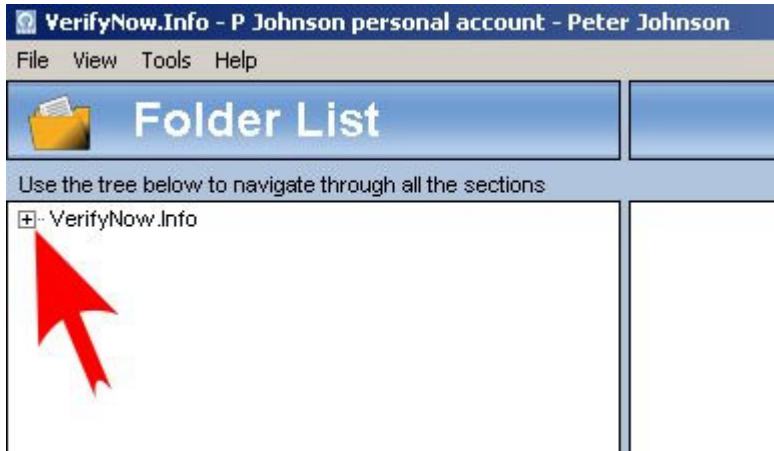 VerifyNow.Info - P Johnson personal account - Peter Johnson
File View Tools Help
Folder List
Use the tree below to navigate through all the sections
VerifyNow.Info